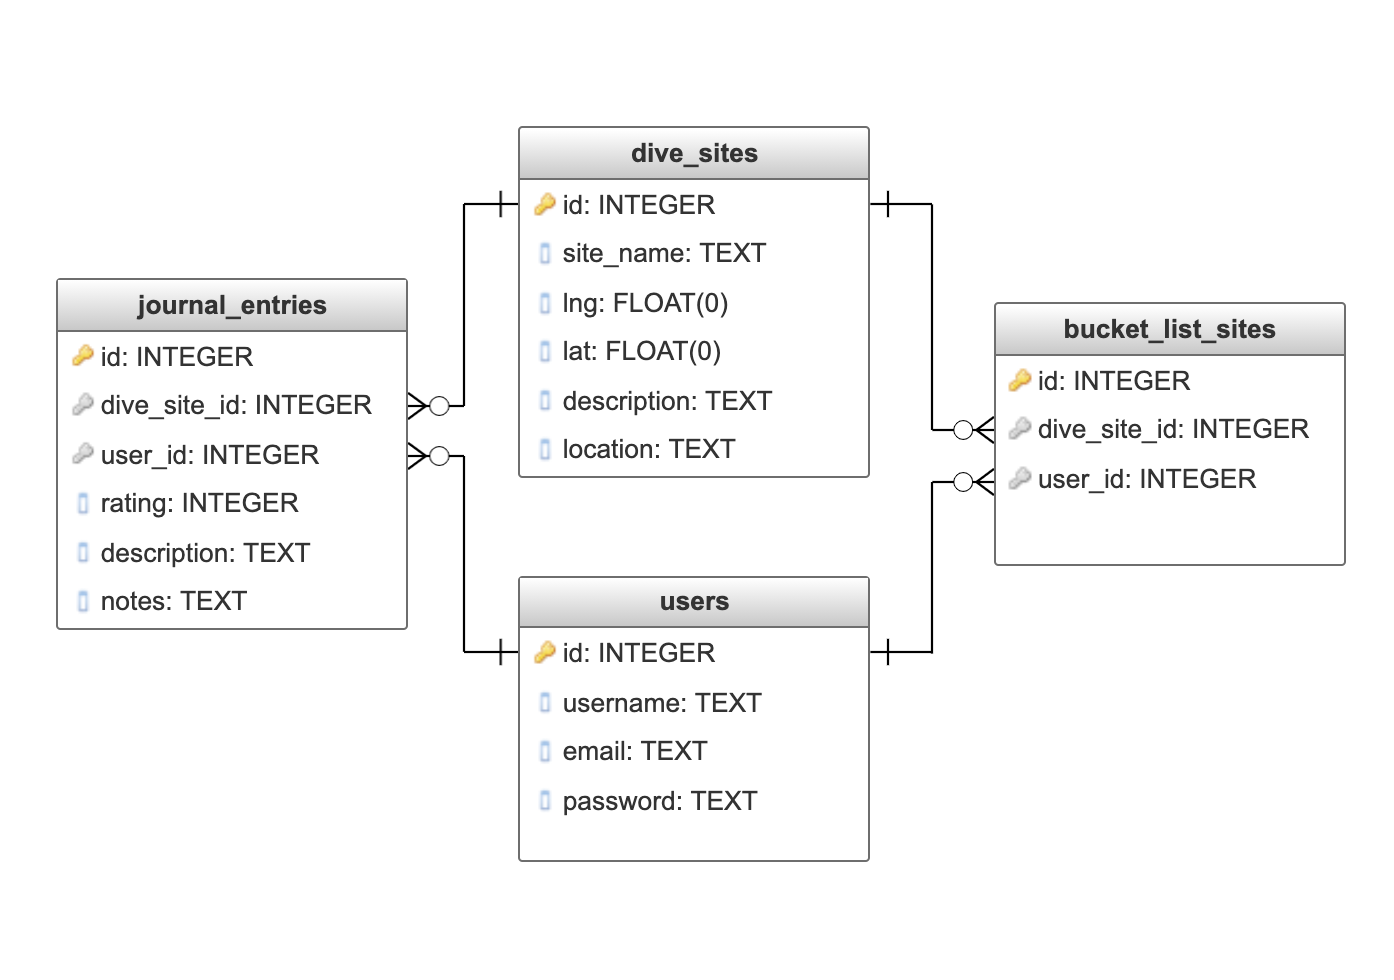 dive_sites
id: INTEGER
site_name: TEXT
lng: FLOAT(0)
lat: FLOAT(0)
description: TEXT
location: TEXT
journal_entries
id: INTEGER
dive_site_id: INTEGER
user_id: INTEGER
rating: INTEGER
description: TEXT
notes: TEXT
bucket_list_sites
id: INTEGER
dive_site_id: INTEGER
user_id: INTEGER
users
id: INTEGER
username: TEXT
email: TEXT
password: TEXT